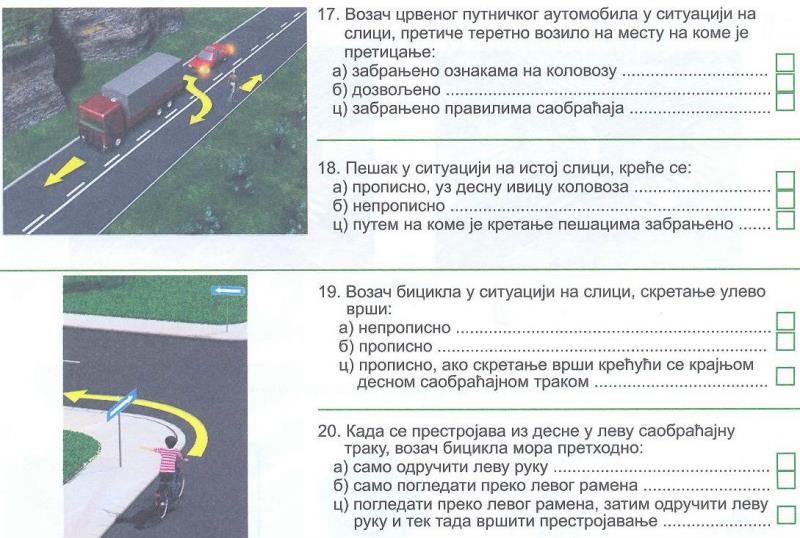 17. Возач црвеног путничког аутомобила у ситуацији на
слици, претиче теретно возило на месту на коме је
претицање:
а) забрањено ознакама на коловозу
б) дозвољено
ц) забрањено правилима саобраћаја
18. Пешак у ситуацији на истој слици, креће се:
а) прописно, уз десну ивицу коловоза
б) непрописно
ц) путем на коме је кретање пешацима забрањено
19. Возач бицикла у ситуацији на слици, скретање улево
врши:
а) непрописно
б) прописно
ц) прописно, ако скретање врши крећући се крајњом
десном саобраћајном траком
20. Када се престројава из десне у леву саобраћајну
траку, возач бицикла мора претходно:
а) само одручити леву руку
б) само погледати преко левог рамена
ц) погледати преко левог рамена, затим одручити леву
руку и тек тада вршити престројавање